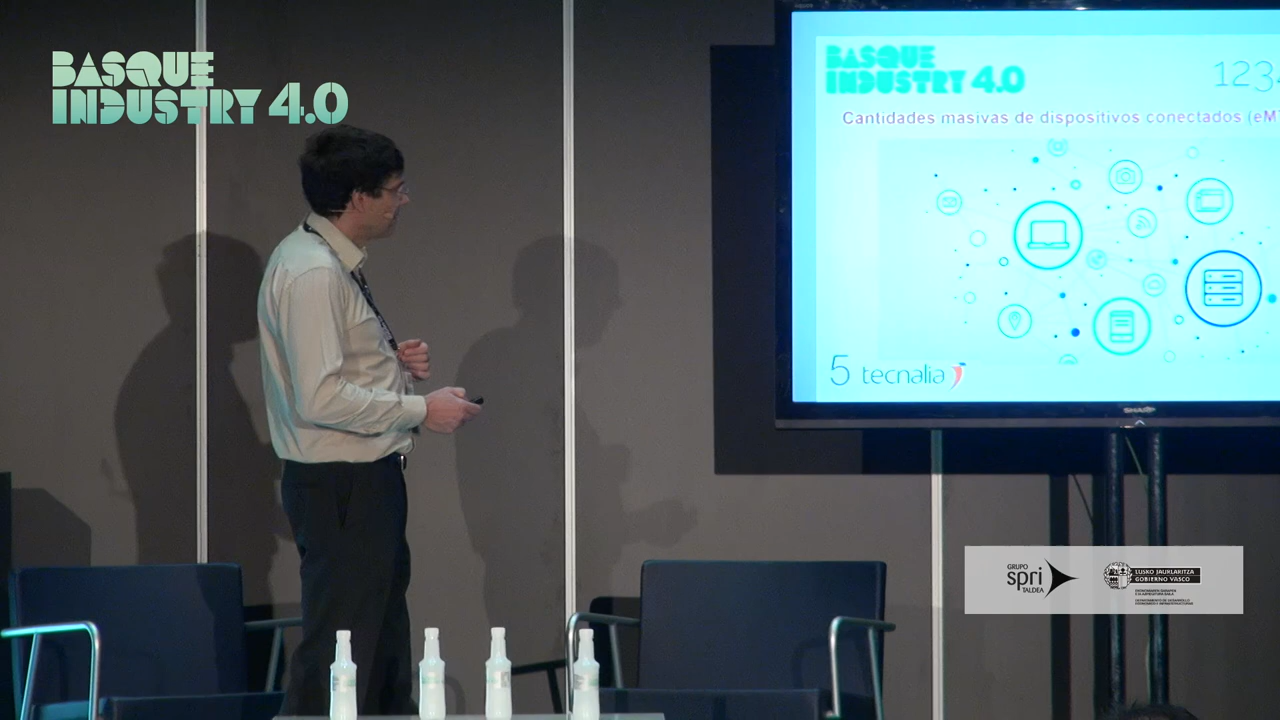 BASQUE
INDUSTRY 4.0
BASQUE
INDUSTRY 4.0
123
Cantidades masivas de dispositivos conectados (eM
5 tecnalia
SHARP
GRUPO
spri
TALDEA
EUSKO JAURLARITZA
GOBIERNO VASCO